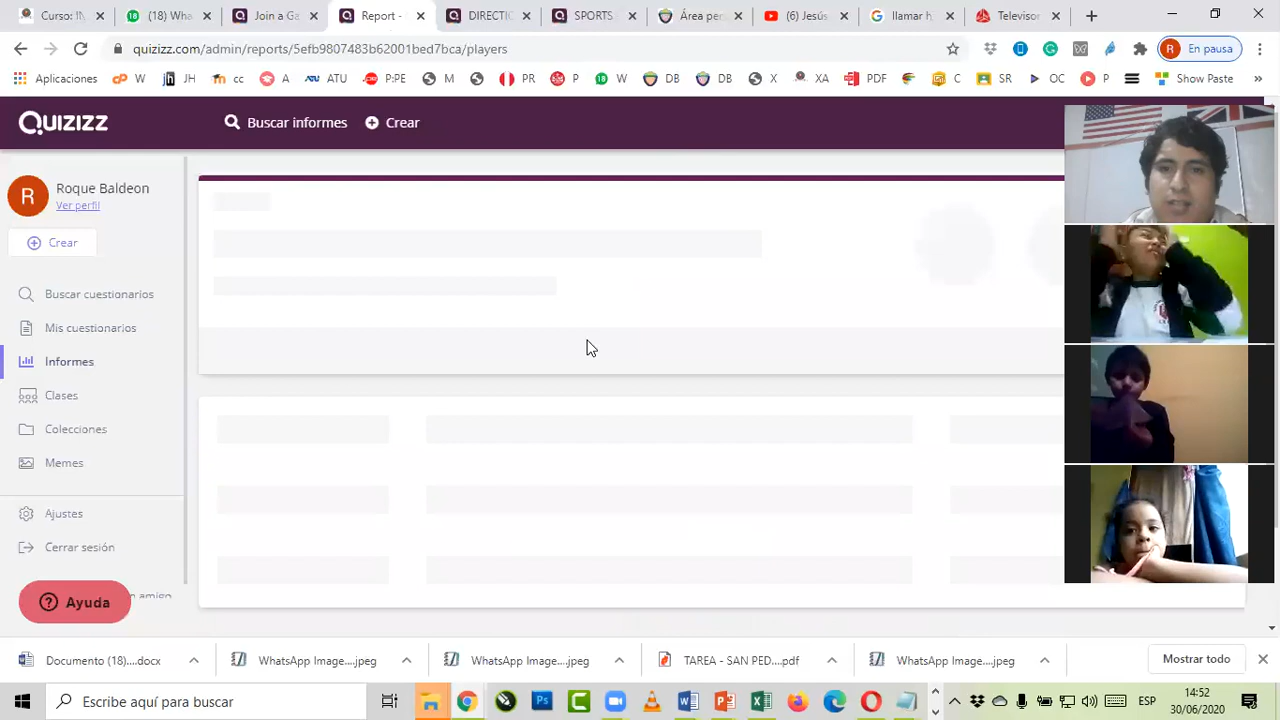 Curso: IN
(18) Wha
Join a Ga
Report -
DIRECTIC
SPORTS
Área per
(6) Jesús
llamar h
Televisor
quizizz.com/admin/reports/5efb9807483b62001bed7bca/players
R En pausa
Aplicaciones
W
JH
cc
A
ATU
P:PE
M
PR
P
W
DB
DB
X
XA
PDF
C
SR
OC
P
Show Paste
QUIZIZZ
Buscar informes
Crear
R
Roque Baldeon
Ver perfil
Crear
Buscar cuestionarios
Mis cuestionarios
Informes
Clases
Colecciones
Memes
Ajustes
Cerrar sesión
Ayuda
Documento (18)....docx
WhatsApp Image....jpeg
WhatsApp Image....jpeg
TAREA - SAN PED....pdf
WhatsApp Image....jpeg
Mostrar todo
Escribe aquí para buscar
ESP
14:52
30/06/2020